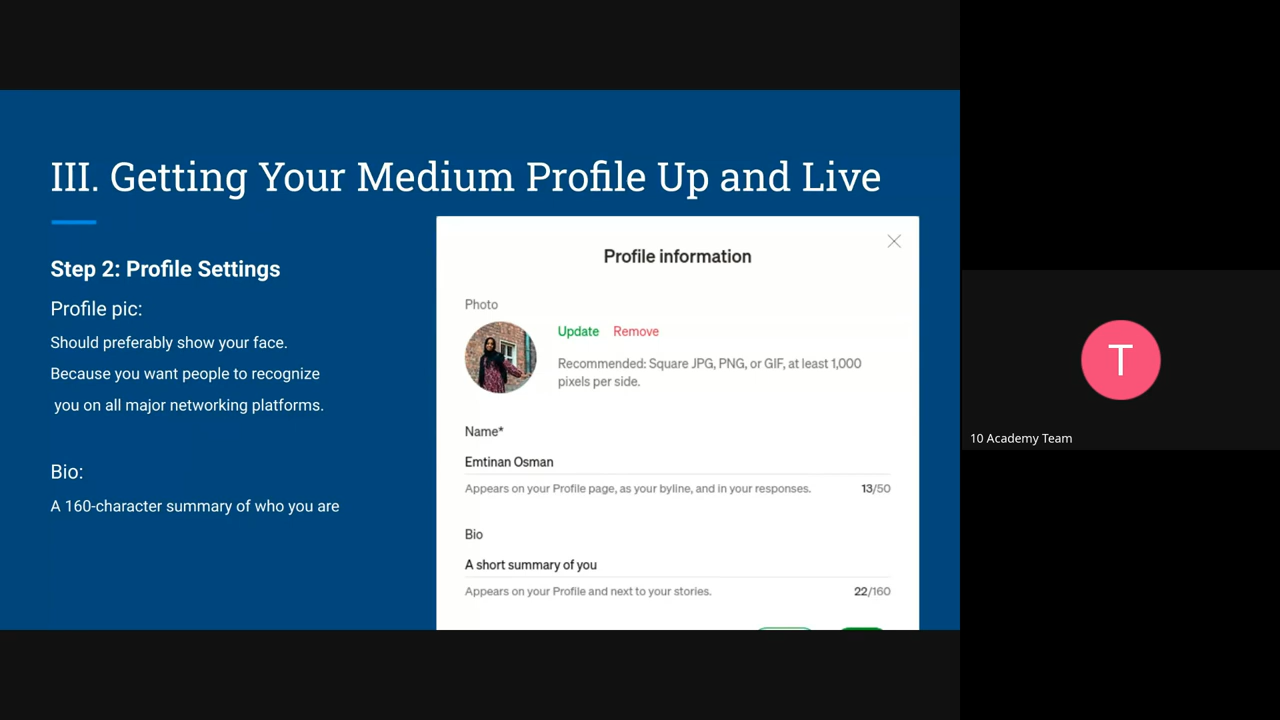 III. Getting Your Medium Profile Up and Live
Step 2: Profile Settings
Profile pic:
Should preferably show your face.
Because you want people to recognize
you on all major networking platforms.
Bio:
A 160-character summary of who you are
Profile information
Photo
Update Remove
Recommended: Square JPG, PNG, or GIF, at least 1,000
pixels per side.
Name*
Emtinan Osman
Appears on your Profile page, as your byline, and in your responses. 13/50
Bio
A short summary of you
Appears on your Profile and next to your stories. 22/160
T
10 Academy Team